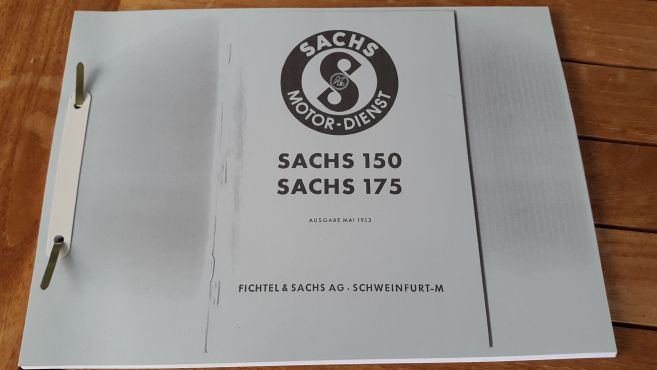 SACHS
MOTOR-DIENST
SACHS 150
SACHS 175
AUSGABE MAI 1953
FICHTEL & SACHS AG · SCHWEINFURT-M